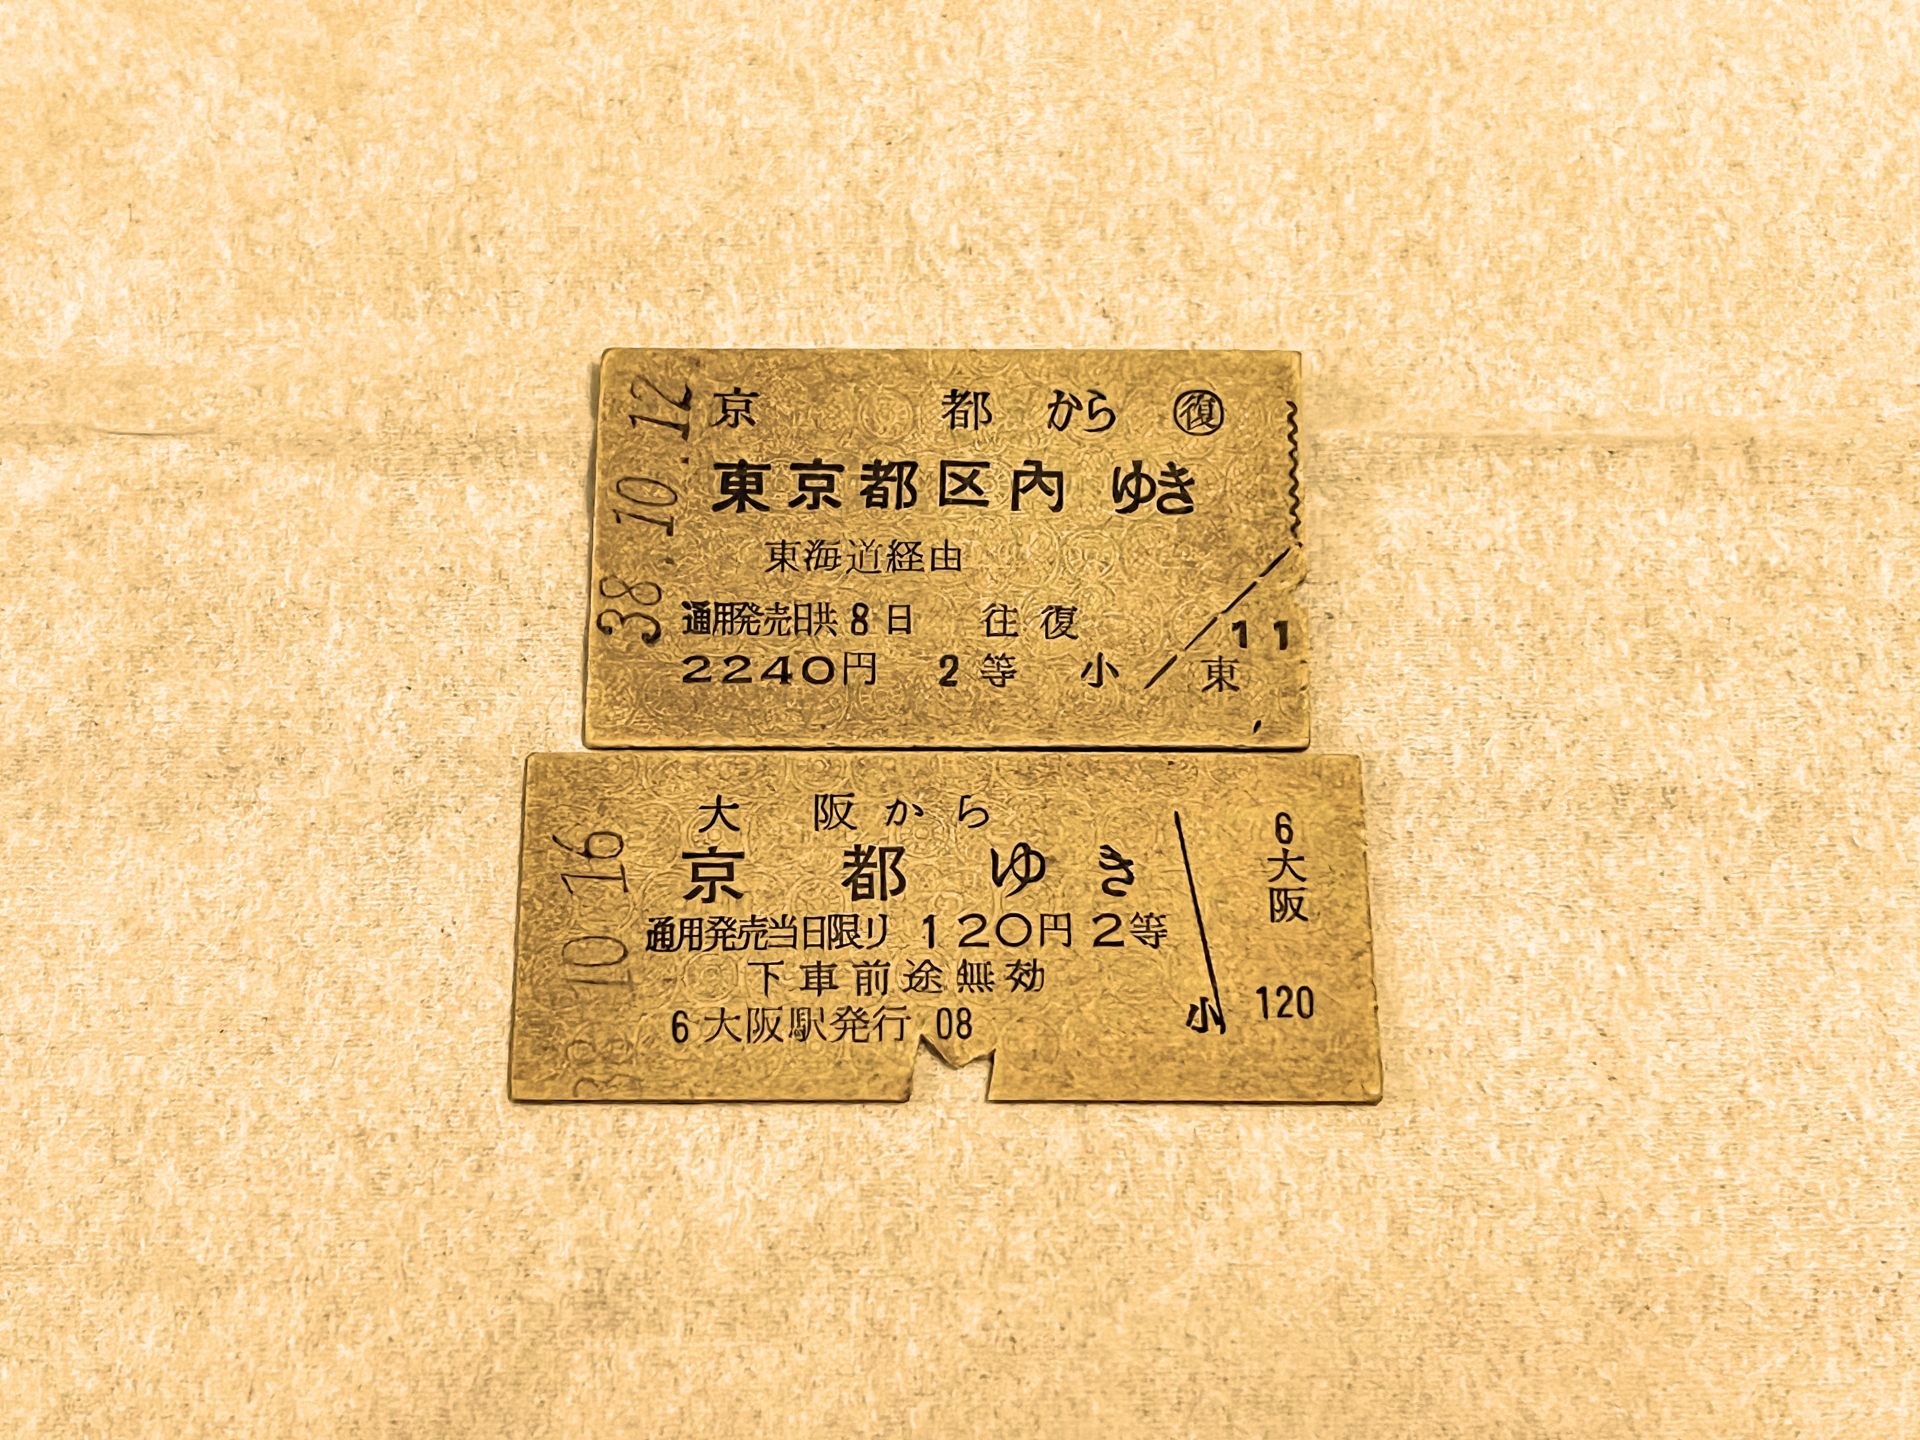 38.10.12
京都から ㊝復
東京都区内ゆき
東海道経由
通用発売日共8日 往復
2240円 2等 小 東
11
38 10 16
大阪から
京都ゆき
通用発売当日限り 120円 2等
下車前途無効
6 大阪駅発行 08
小
6
大阪
120